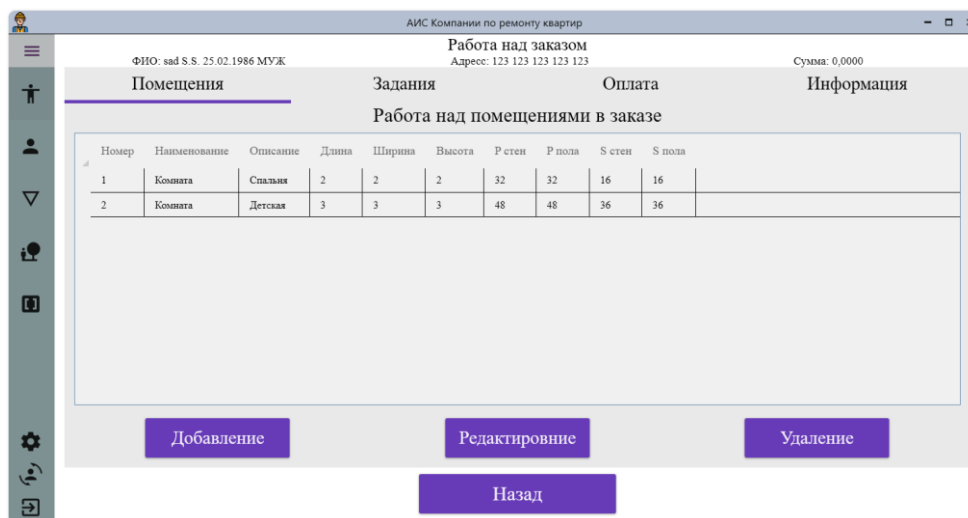 АИС Компании по ремонту квартир
Работа над заказом
ФИО: sad S.S. 25.02.1986 МУЖ Адресс: 123 123 123 123 123 Сумма: 0,0000
Помещения Задания Оплата Информация
Работа над помещениями в заказе
Номер Наименование Описание Длина Ширина Высота P стен P пола S стен S пола
1 Комната Спальня 2 2 2 32 32 16 16
2 Комната Детская 3 3 3 48 48 36 36
Добавление Редактировние Удаление
Назад